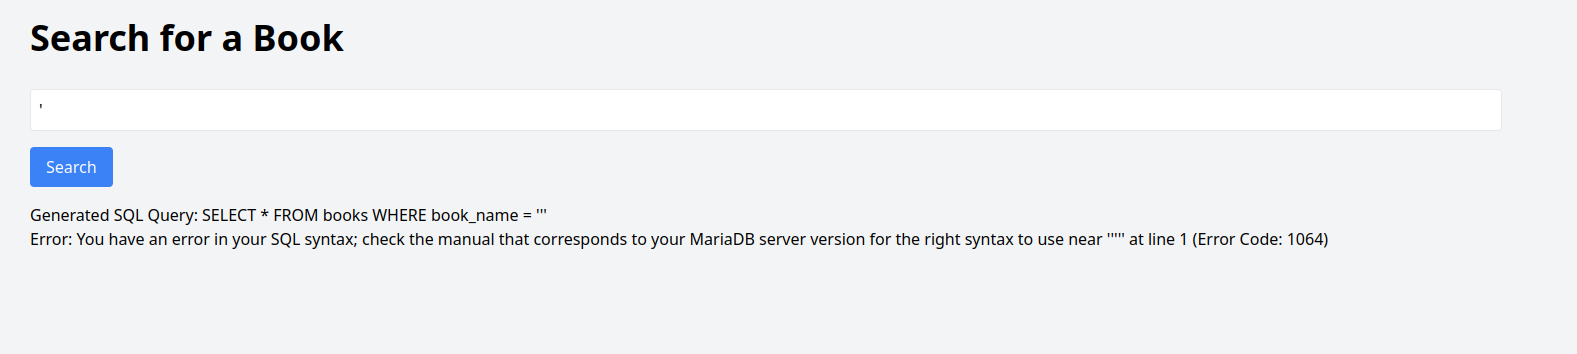 Search for a Book
'
Search
Generated SQL Query: SELECT * FROM books WHERE book_name = '''
Error: You have an error in your SQL syntax; check the manual that corresponds to your MariaDB server version for the right syntax to use near ''''' at line 1 (Error Code: 1064)